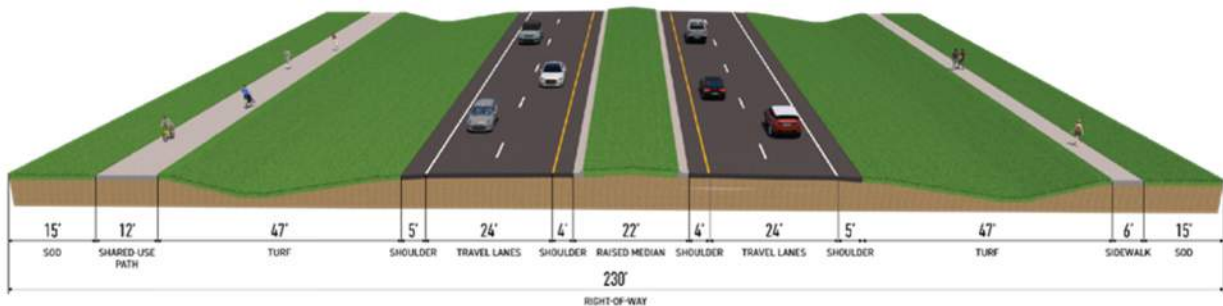 15' 12' 47' 5' 24' 4' 22' 4' 24' 5' 47' 6' 15'
SOD SHARED-USE TURF SHOULDER TRAVEL LANES SHOULDER RAISED MEDIAN SHOULDER TRAVEL LANES SHOULDER TURF SIDEWALK SOD
PATH
230'
RIGHT-OF-WAY